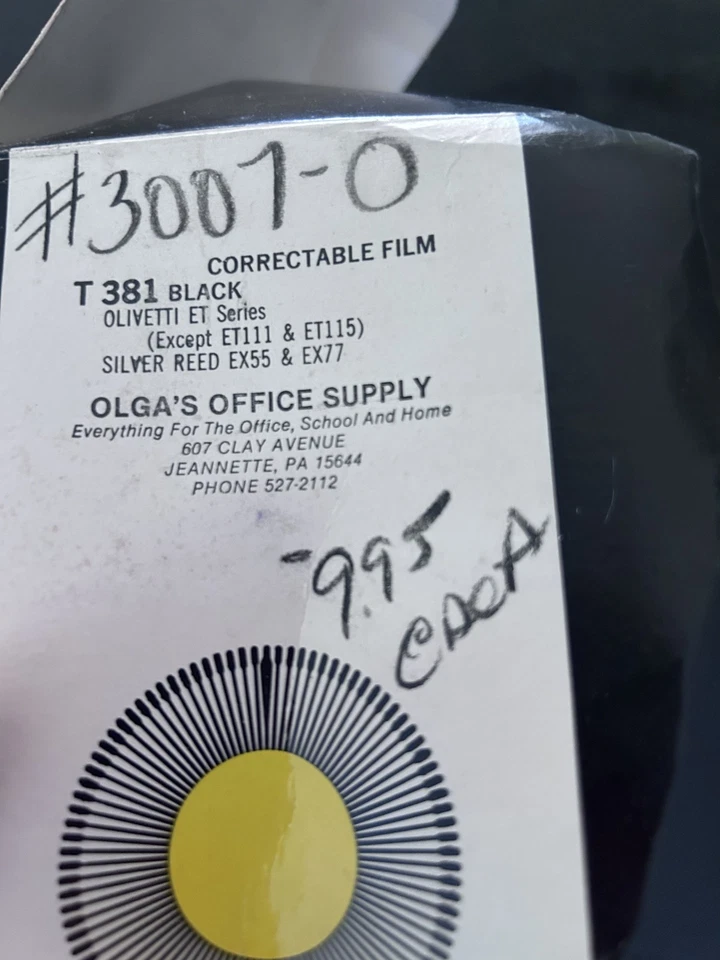 #3007-0
CORRECTABLE FILM
T 381 BLACK
OLIVETTI ET Series
(Except ET111 & ET115)
SILVER REED EX55 & EX77
OLGA'S OFFICE SUPPLY
Everything For The Office, School And Home
607 CLAY AVENUE
JEANNETTE, PA 15644
PHONE 527-2112
-9.95